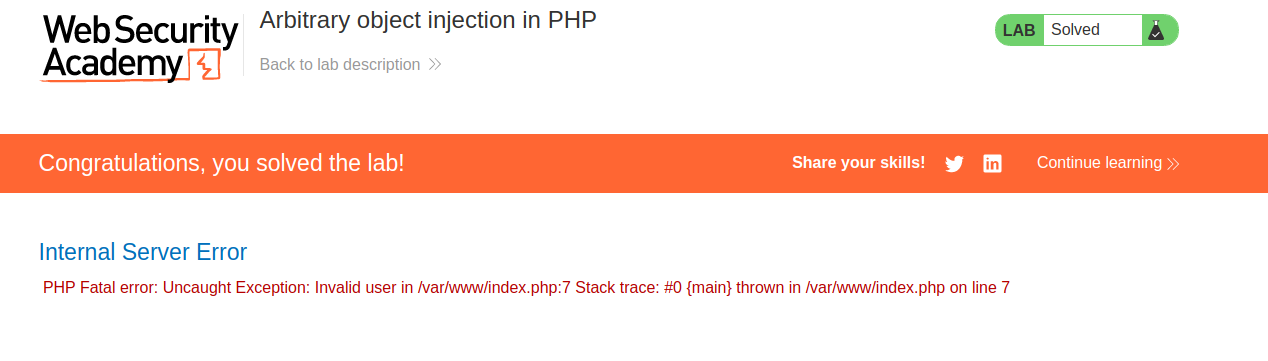 Web Security
Academy
Arbitrary object injection in PHP
Back to lab description
LAB Solved
Congratulations, you solved the lab!
Share your skills!
Continue learning
Internal Server Error
PHP Fatal error: Uncaught Exception: Invalid user in /var/www/index.php:7 Stack trace: #0 {main} thrown in /var/www/index.php on line 7